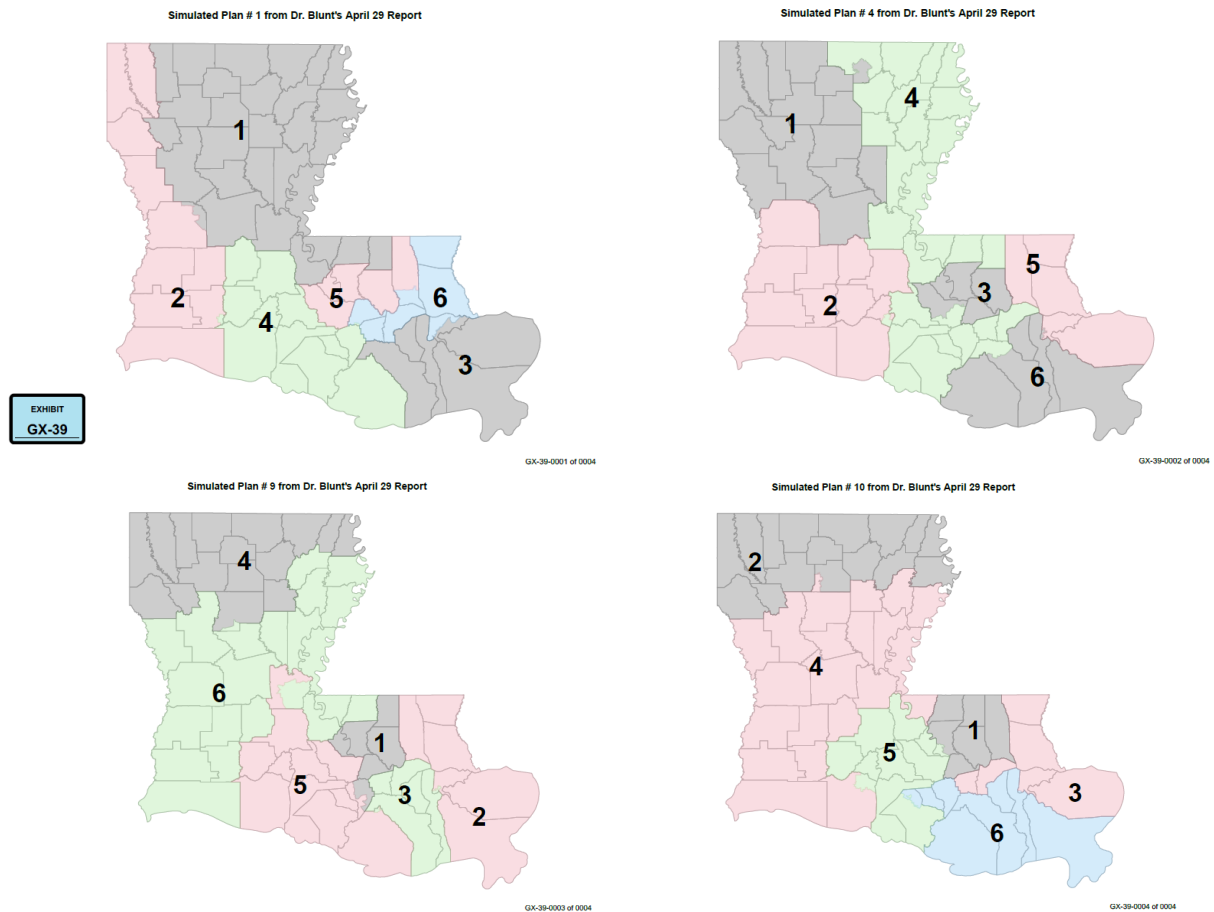 Simulated Plan # 1 from Dr. Blunt's April 29 Report
1
2
5
6
4
3
EXHIBIT
GX-39
GX-39-0001 of 0004
Simulated Plan # 4 from Dr. Blunt's April 29 Report
4
1
5
3
2
6
GX-39-0002 of 0004
Simulated Plan # 9 from Dr. Blunt's April 29 Report
4
6
1
5
3
2
GX-39-0003 of 0004
Simulated Plan # 10 from Dr. Blunt's April 29 Report
2
4
1
5
3
6
GX-39-0004 of 0004